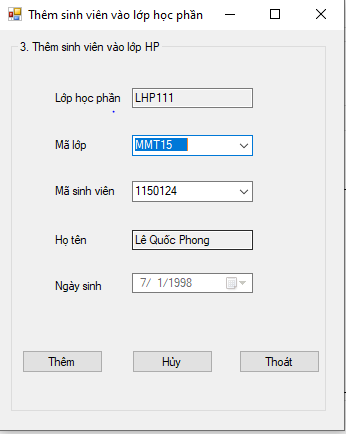 Thêm sinh viên vào lớp học phần
3. Thêm sinh viên vào lớp HP
Lớp học phần LHP111
Mã lớp MMT15
Mã sinh viên 1150124
Họ tên Lê Quốc Phong
Ngày sinh 7/ 1/1998
Thêm Hủy Thoát